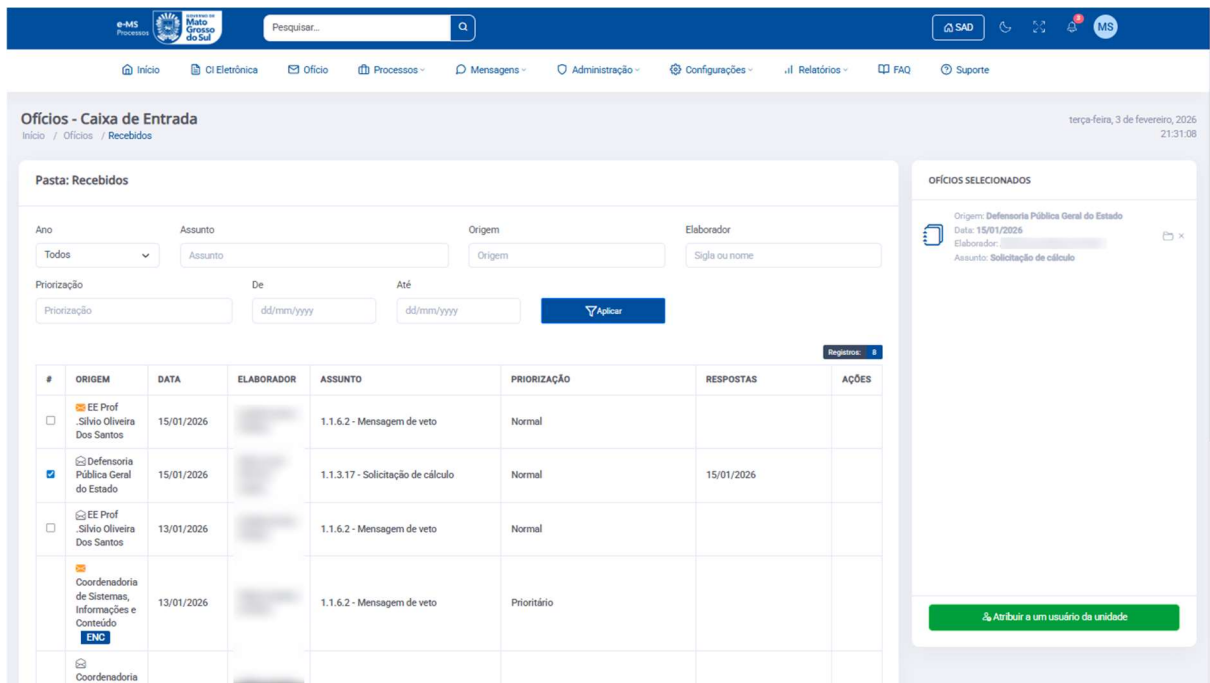 e-MS
Processos
GOVERNO DE
Mato
Grosso
do Sul
Pesquisar...
SAD
8
MS
Início
CI Eletrônica
Ofício
Processos
Mensagens
Administração
Configurações
Relatórios
FAQ
Suporte
Ofícios - Caixa de Entrada
Início / Ofícios / Recebidos
terça-feira, 3 de fevereiro, 2026
21:31:08
Pasta: Recebidos
Ano
Assunto
Origem
Elaborador
Todos
Assunto
Origem
Sigla ou nome
Priorização
De
Até
Priorização
dd/mm/yyyy
dd/mm/yyyy
Aplicar
Registros: 8
# ORIGEM DATA ELABORADOR ASSUNTO PRIORIZAÇÃO RESPOSTAS AÇÕES
EE Prof
.Silvio Oliveira
Dos Santos
15/01/2026
1.1.6.2 - Mensagem de veto
Normal
Defensoria
Pública Geral
do Estado
15/01/2026
1.1.3.17 - Solicitação de cálculo
Normal
15/01/2026
EE Prof
.Silvio Oliveira
Dos Santos
13/01/2026
1.1.6.2 - Mensagem de veto
Normal
Coordenadoria
de Sistemas,
Informações e
Conteúdo
ENC
13/01/2026
1.1.6.2 - Mensagem de veto
Prioritário
Coordenadoria
OFÍCIOS SELECIONADOS
Origem: Defensoria Pública Geral do Estado
Data: 15/01/2026
Elaborador:
Assunto: Solicitação de cálculo
Atribuir a um usuário da unidade